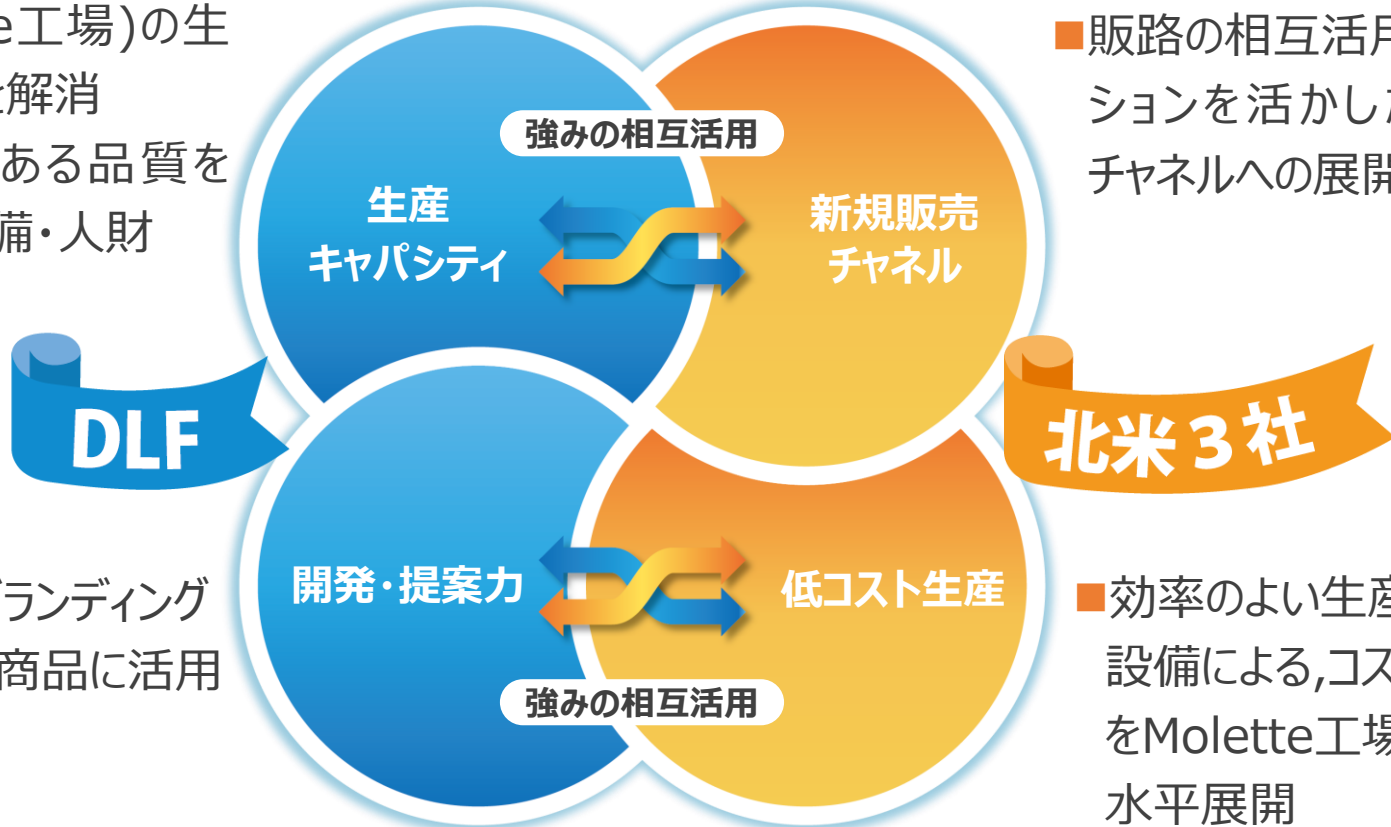 e工場)の生
解消
ある品質を
備・人財
■販路の相互活用
ションを活かした
チャネルへの展開
強みの相互活用
生産
キャパシティ
新規販売
チャネル
DLF
北米3社
開発・提案力
低コスト生産
強みの相互活用
ブランディング
商品に活用
■効率のよい生産
設備による,コス
をMolette工場
水平展開